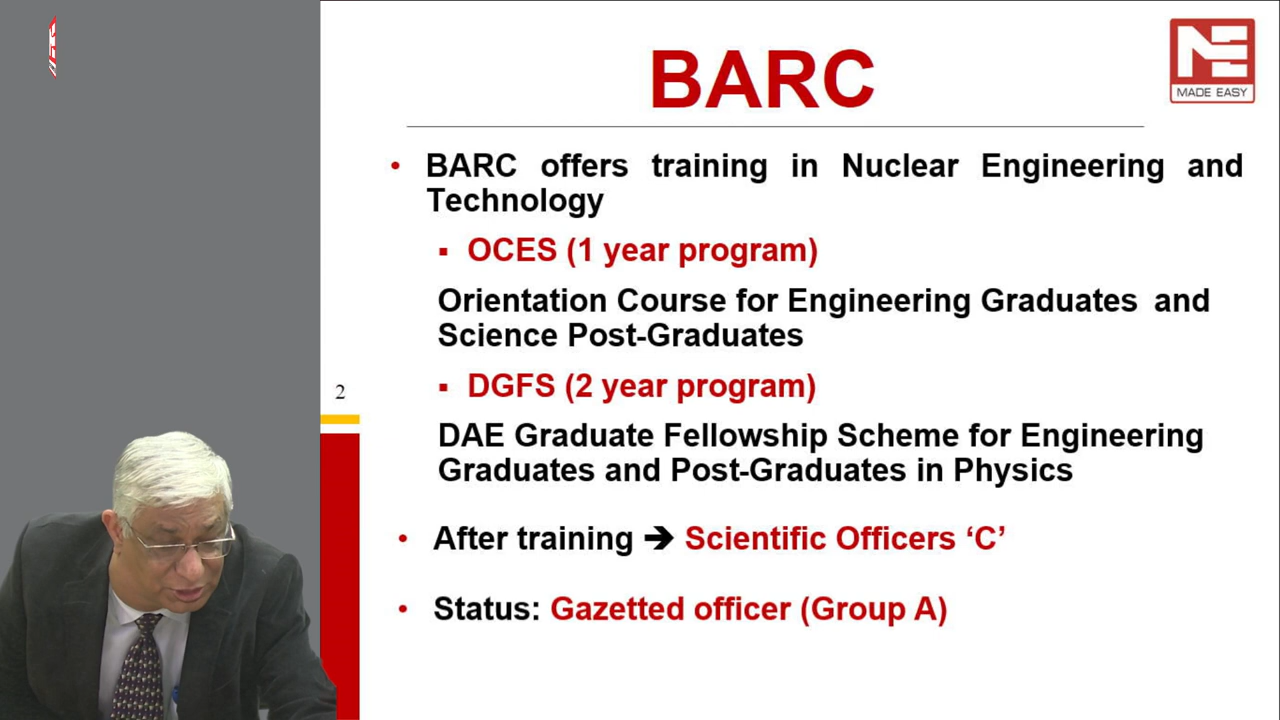 BARC
MADE EASY
• BARC offers training in Nuclear Engineering and
Technology
▪ OCES (1 year program)
Orientation Course for Engineering Graduates and
Science Post-Graduates
2
▪ DGFS (2 year program)
DAE Graduate Fellowship Scheme for Engineering
Graduates and Post-Graduates in Physics
• After training ➔ Scientific Officers ‘C’
• Status: Gazetted officer (Group A)